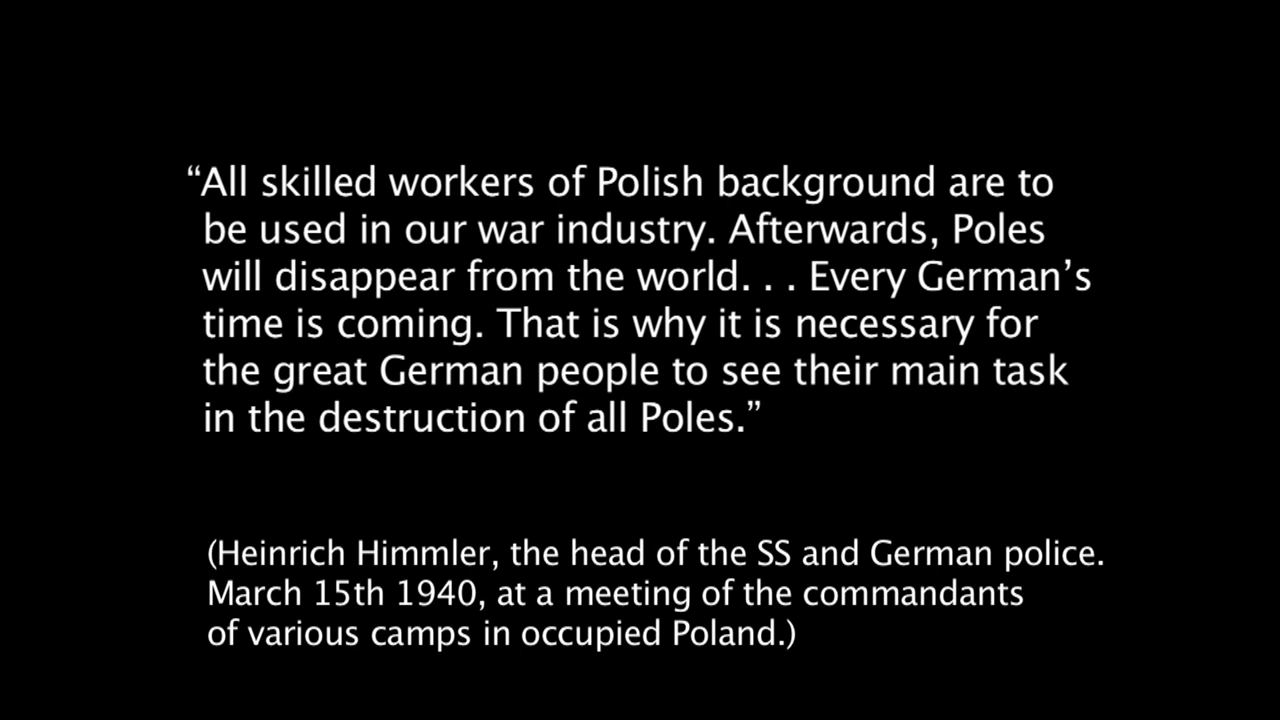 “All skilled workers of Polish background are to
be used in our war industry. Afterwards, Poles
will disappear from the world. . . Every German’s
time is coming. That is why it is necessary for
the great German people to see their main task
in the destruction of all Poles.”
(Heinrich Himmler, the head of the SS and German police.
March 15th 1940, at a meeting of the commandants
of various camps in occupied Poland.)